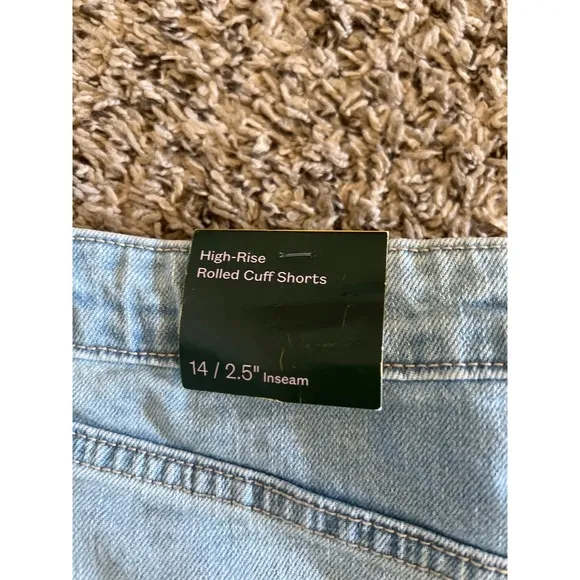 High-Rise
Rolled Cuff Shorts
14 / 2.5" Inseam